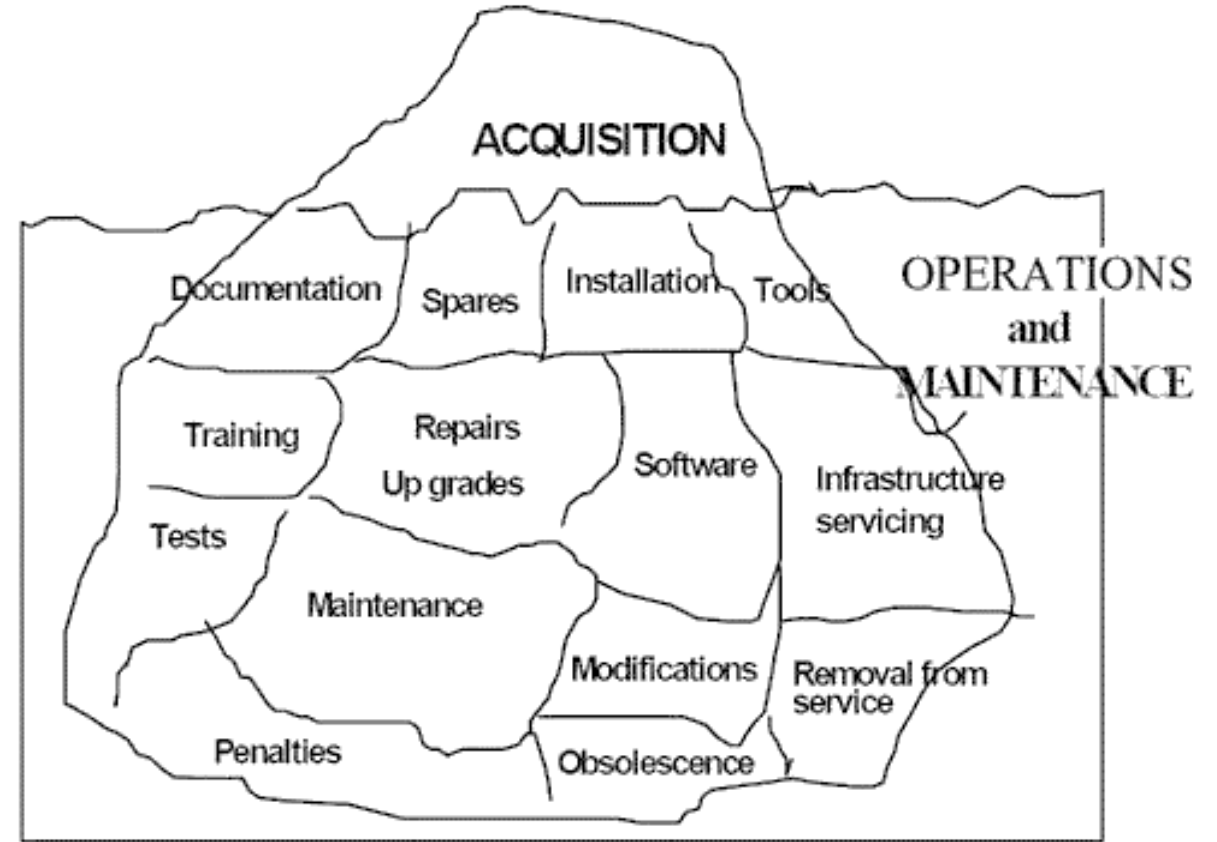 ACQUISITION
Documentation
Spares
Installation
Tools
OPERATIONS
and
MAINTENANCE
Training
Repairs
Up grades
Software
Infrastructure
servicing
Tests
Maintenance
Modifications
Removal from
service
Penalties
Obsolescence